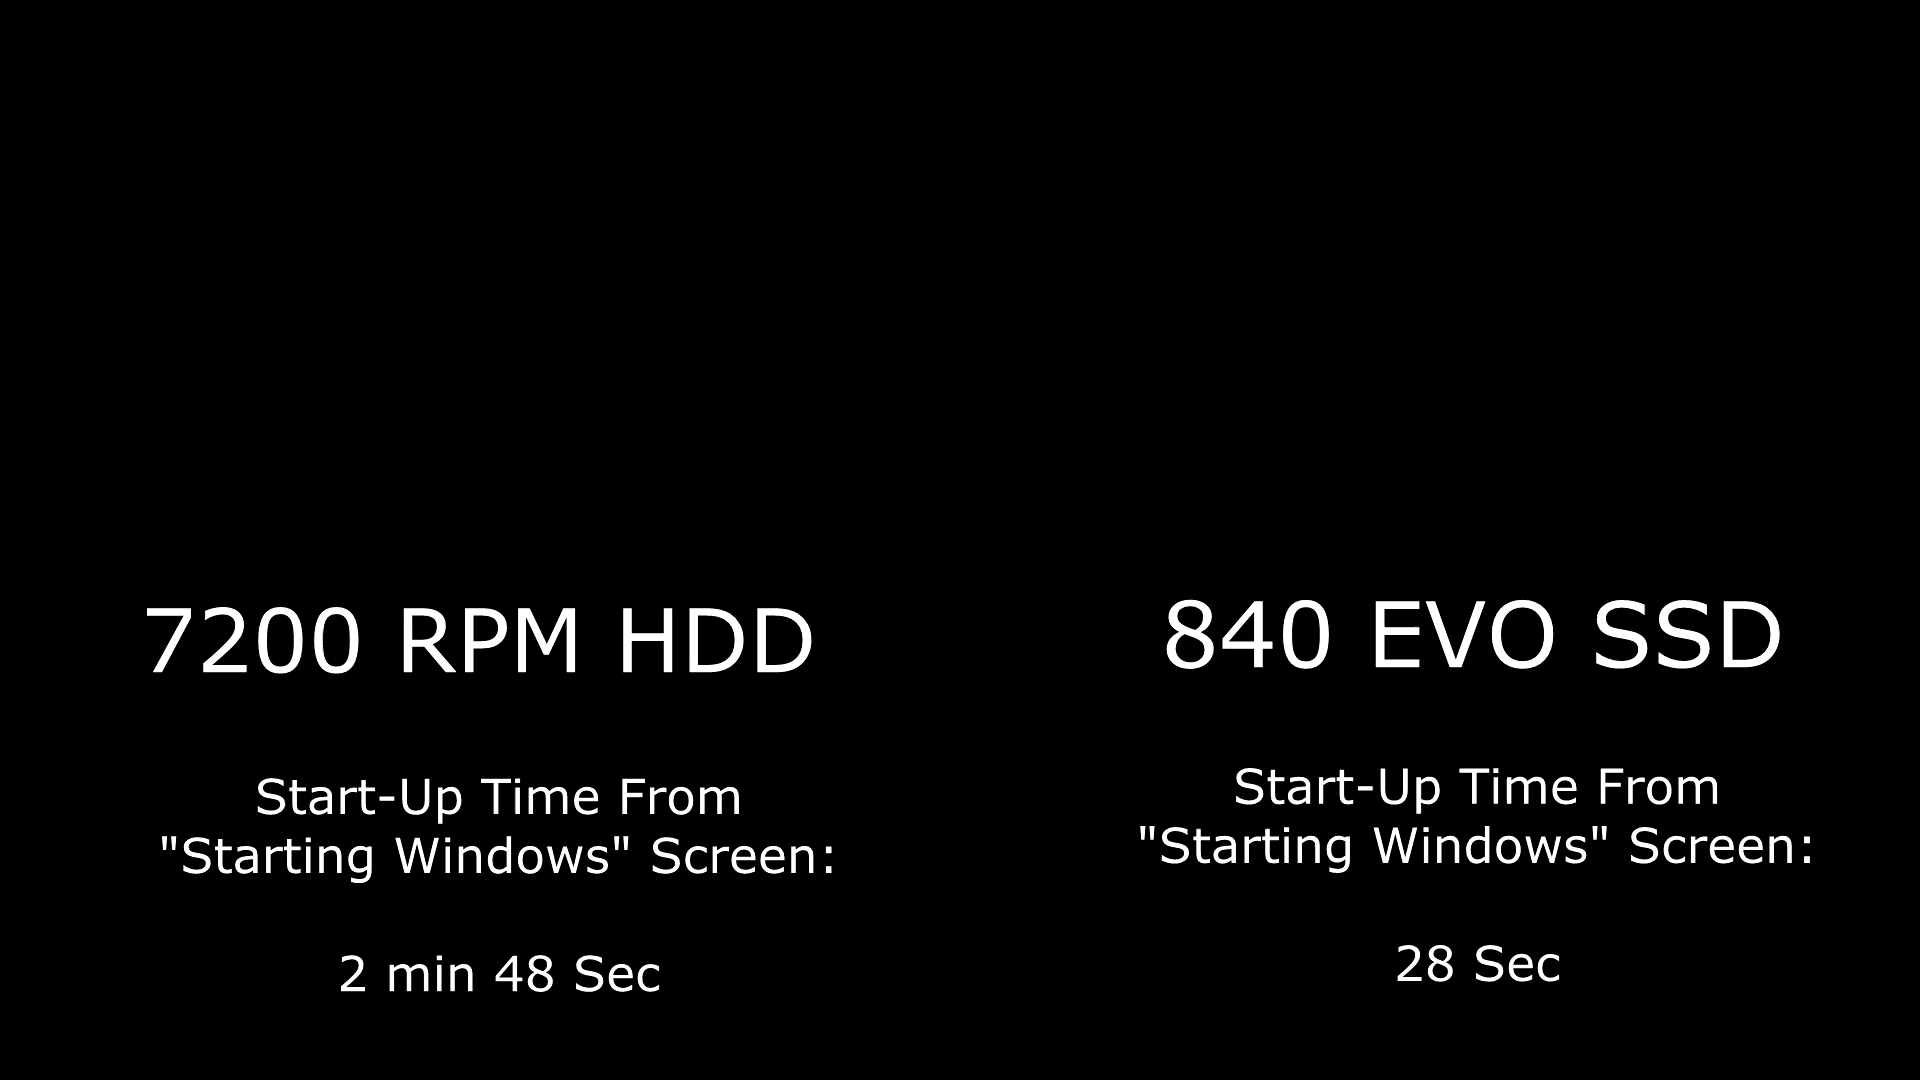 7200 RPM HDD
Start-Up Time From
"Starting Windows" Screen:
2 min 48 Sec
840 EVO SSD
Start-Up Time From
"Starting Windows" Screen:
28 Sec